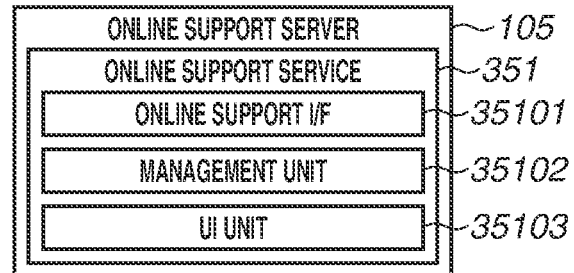 ONLINE SUPPORT SERVER 105
ONLINE SUPPORT SERVICE 351
ONLINE SUPPORT I/F 35101
MANAGEMENT UNIT 35102
UI UNIT 35103